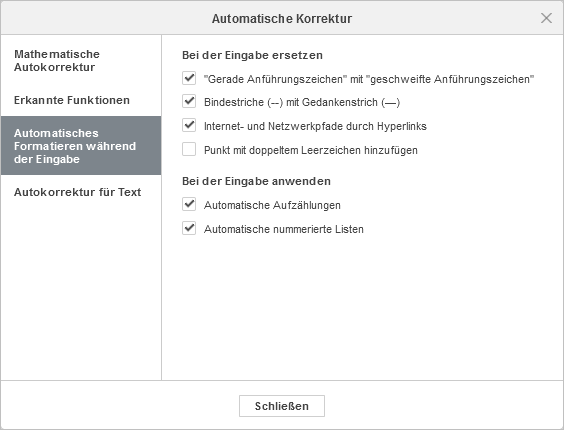 Automatische Korrektur
Mathematische
Autokorrektur
Erkannte Funktionen
Automatisches
Formatieren während
der Eingabe
Autokorrektur für Text
Bei der Eingabe ersetzen
"Gerade Anführungszeichen" mit "geschweifte Anführungszeichen"
Bindestriche (--) mit Gedankenstrich (—)
Internet- und Netzwerkpfade durch Hyperlinks
Punkt mit doppeltem Leerzeichen hinzufügen
Bei der Eingabe anwenden
Automatische Aufzählungen
Automatische nummerierte Listen
Schließen